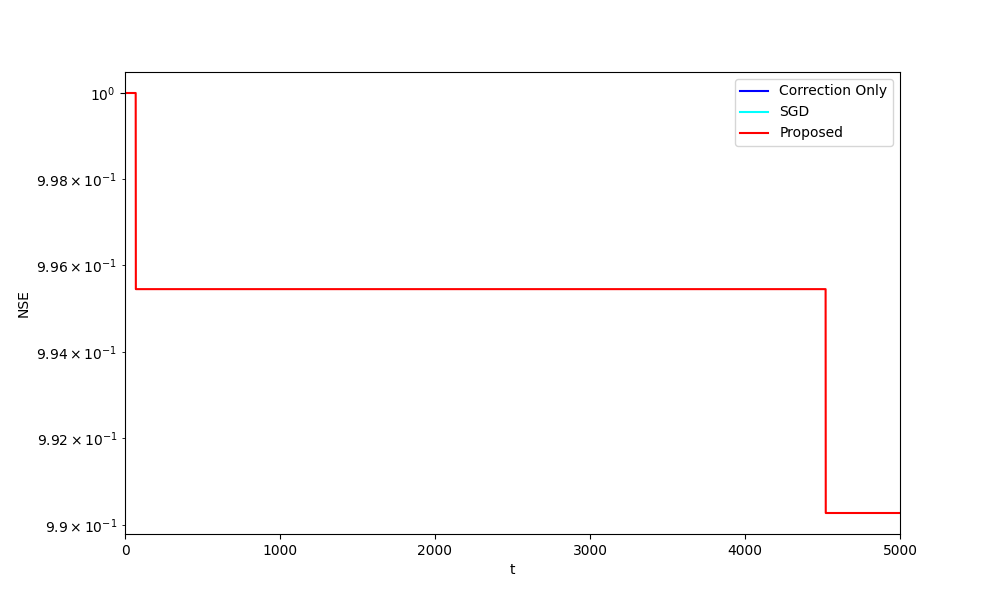 Correction Only
SGD
Proposed
10⁰
9.98 × 10⁻¹
9.96 × 10⁻¹
9.94 × 10⁻¹
9.92 × 10⁻¹
9.9 × 10⁻¹
NSE
0 1000 2000 3000 4000 5000
t